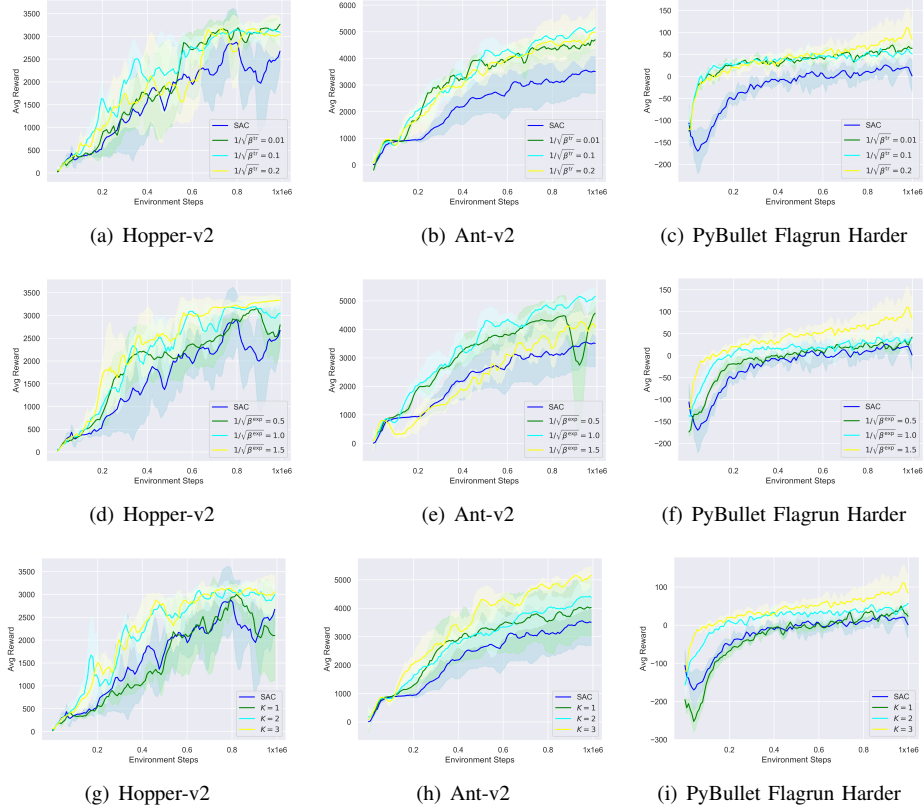 3500
3000
2500
2000
1500
1000
500
0
Avg Reward
SAC
1/√β^tr = 0.01
1/√β^tr = 0.1
1/√β^tr = 0.2
0.2 0.4 0.6 0.8 1x1e6
Environment Steps
(a) Hopper-v2
6000
5000
4000
3000
2000
1000
0
Avg Reward
SAC
1/√β^tr = 0.01
1/√β^tr = 0.1
1/√β^tr = 0.2
0.2 0.4 0.6 0.8 1x1e6
Environment Steps
(b) Ant-v2
150
100
50
0
−50
−100
−150
−200
Avg Reward
SAC
1/√β^tr = 0.01
1/√β^tr = 0.1
1/√β^tr = 0.2
0.2 0.4 0.6 0.8 1x1e6
Environment Steps
(c) PyBullet Flagrun Harder
3500
3000
2500
2000
1500
1000
500
0
Avg Reward
SAC
1/√β^exp = 0.5
1/√β^exp = 1.0
1/√β^exp = 1.5
0.2 0.4 0.6 0.8 1x1e6
Environment Steps
(d) Hopper-v2
5000
4000
3000
2000
1000
0
Avg Reward
SAC
1/√β^exp = 0.5
1/√β^exp = 1.0
1/√β^exp = 1.5
0.2 0.4 0.6 0.8 1x1e6
Environment Steps
(e) Ant-v2
150
100
50
0
−50
−100
−150
−200
Avg Reward
SAC
1/√β^exp = 0.5
1/√β^exp = 1.0
1/√β^exp = 1.5
0.2 0.4 0.6 0.8 1x1e6
Environment Steps
(f) PyBullet Flagrun Harder
3500
3000
2500
2000
1500
1000
500
0
Avg Reward
SAC
K = 1
K = 2
K = 3
0.2 0.4 0.6 0.8 1x1e6
Environment Steps
(g) Hopper-v2
5000
4000
3000
2000
1000
0
Avg Reward
SAC
K = 1
K = 2
K = 3
0.2 0.4 0.6 0.8 1x1e6
Environment Steps
(h) Ant-v2
100
0
−100
−200
−300
Avg Reward
SAC
K = 1
K = 2
K = 3
0.2 0.4 0.6 0.8 1x1e6
Environment Steps
(i) PyBullet Flagrun Harder